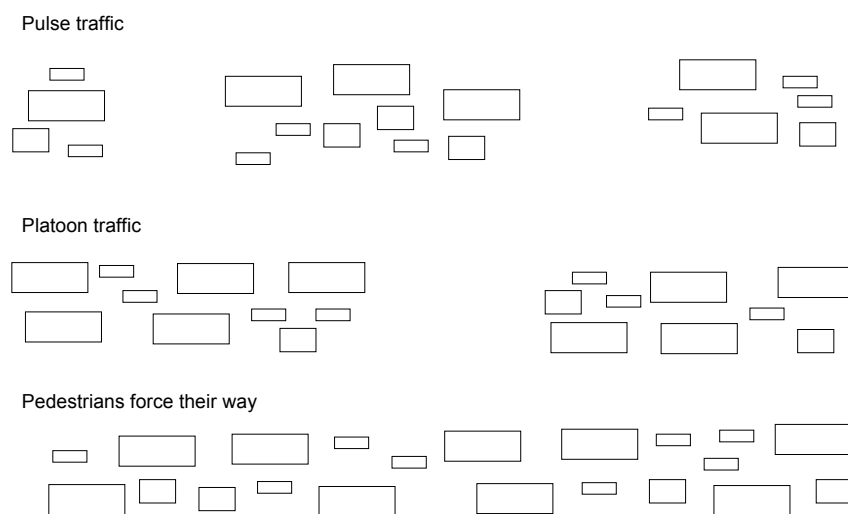 Pulse traffic
Platoon traffic
Pedestrians force their way